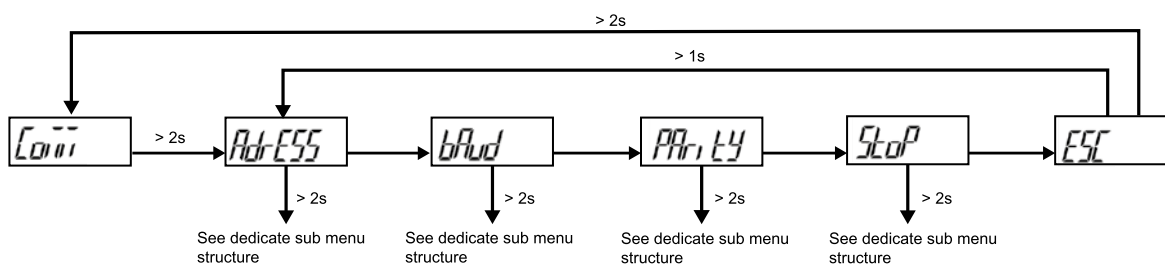 > 2s
> 1s
Comm
> 2s
AdrESS
bAud
PAritY
StoP
ESC
> 2s
> 2s
> 2s
> 2s
See dedicate sub menu
structure
See dedicate sub menu
structure
See dedicate sub menu
structure
See dedicate sub menu
structure